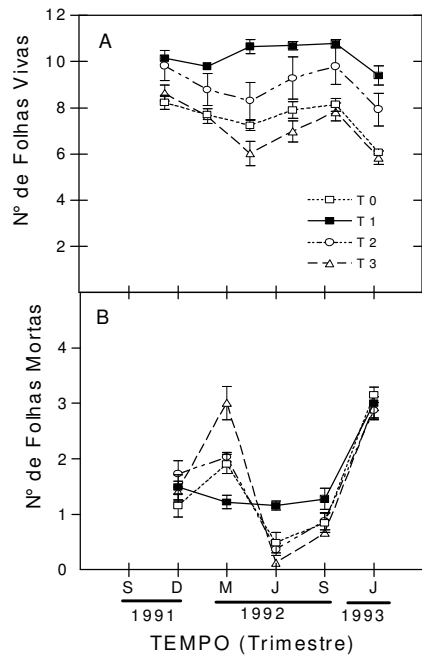 12
A
10
8
6
4
2
Nº de Folhas Vivas
T 0
T 1
T 2
T 3
B
4
3
2
1
0
Nº de Folhas Mortas
S D M J S J
1991 1992 1993
TEMPO (Trimestre)